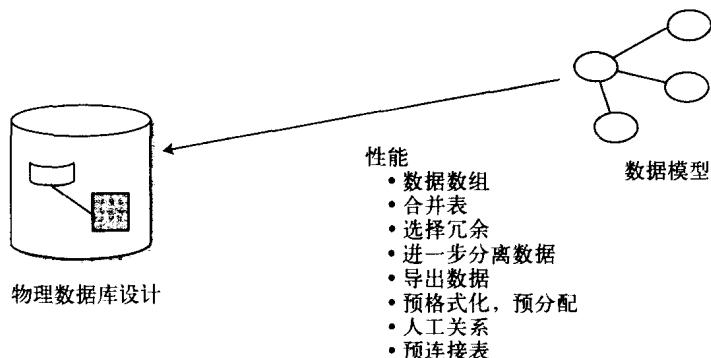 性能
• 数据数组
• 合并表
• 选择冗余
• 进一步分离数据
• 导出数据
• 预格式化，预分配
• 人工关系
• 预连接表
数据模型
物理数据库设计